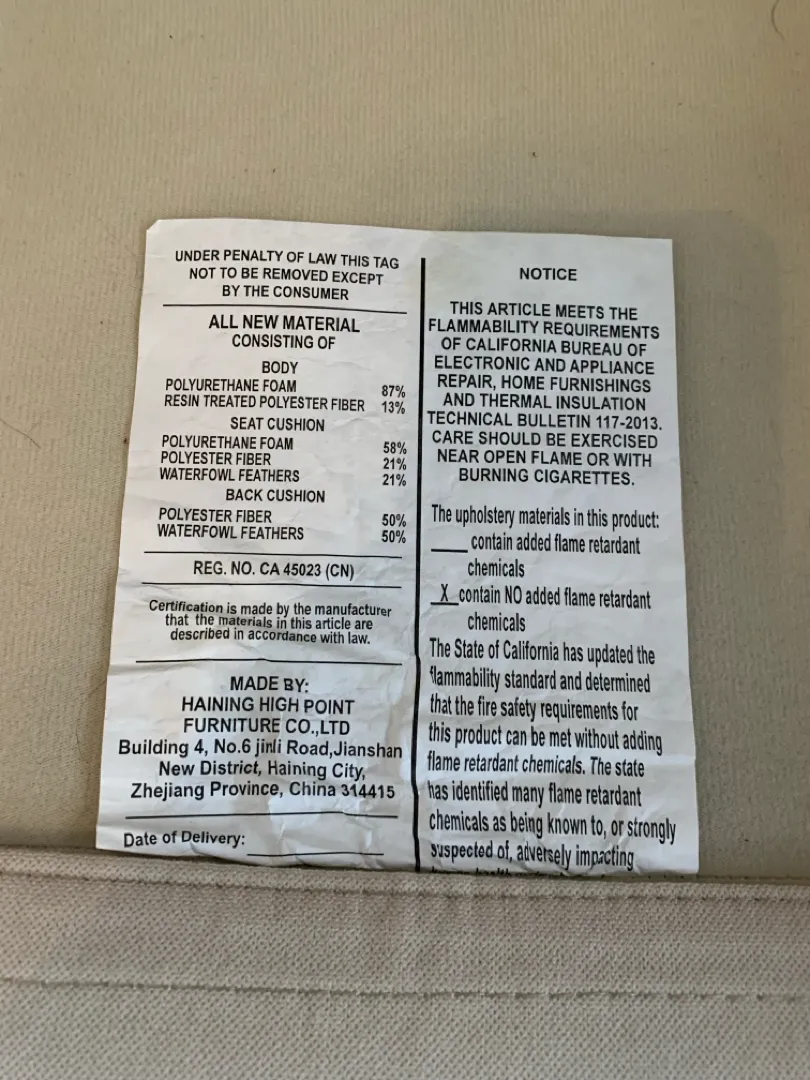 UNDER PENALTY OF LAW THIS TAG
NOT TO BE REMOVED EXCEPT
BY THE CONSUMER
ALL NEW MATERIAL
CONSISTING OF
BODY
POLYURETHANE FOAM 87%
RESIN TREATED POLYESTER FIBER 13%
SEAT CUSHION
POLYURETHANE FOAM 58%
POLYESTER FIBER 21%
WATERFOWL FEATHERS 21%
BACK CUSHION
POLYESTER FIBER 50%
WATERFOWL FEATHERS 50%
REG. NO. CA 45023 (CN)
Certification is made by the manufacturer
that the materials in this article are
described in accordance with law.
MADE BY:
HAINING HIGH POINT
FURNITURE CO.,LTD
Building 4, No.6 jinli Road,Jianshan
New District, Haining City,
Zhejiang Province, China 314415
Date of Delivery:
NOTICE
THIS ARTICLE MEETS THE
FLAMMABILITY REQUIREMENTS
OF CALIFORNIA BUREAU OF
ELECTRONIC AND APPLIANCE
REPAIR, HOME FURNISHINGS
AND THERMAL INSULATION
TECHNICAL BULLETIN 117-2013.
CARE SHOULD BE EXERCISED
NEAR OPEN FLAME OR WITH
BURNING CIGARETTES.
The upholstery materials in this product:
___ contain added flame retardant
chemicals
_X_contain NO added flame retardant
chemicals
The State of California has updated the
flammability standard and determined
that the fire safety requirements for
this product can be met without adding
flame retardant chemicals. The state
has identified many flame retardant
chemicals as being known to, or strongly
suspected of, adversely impacting